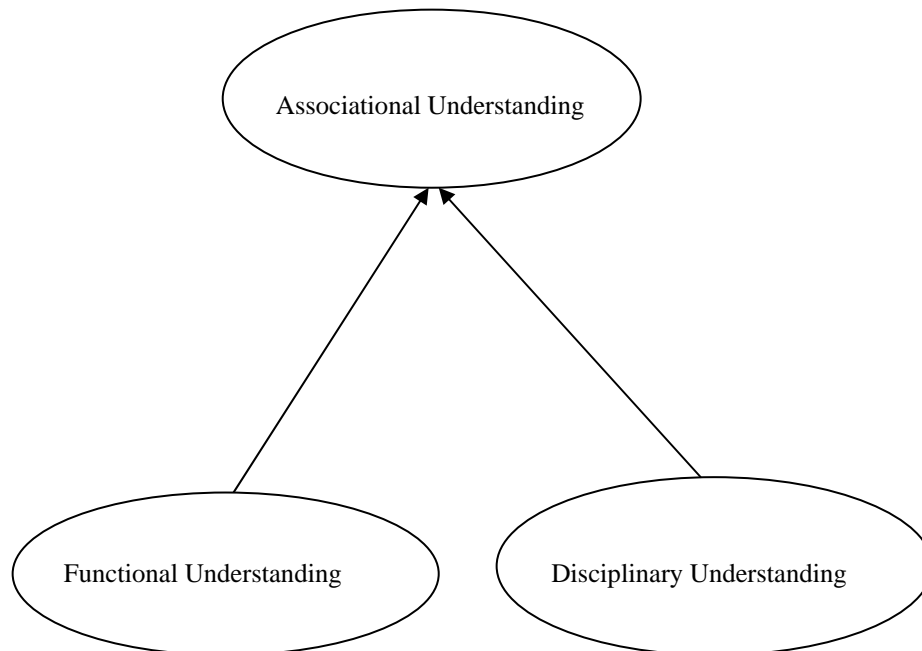 Associational Understanding
Functional Understanding
Disciplinary Understanding